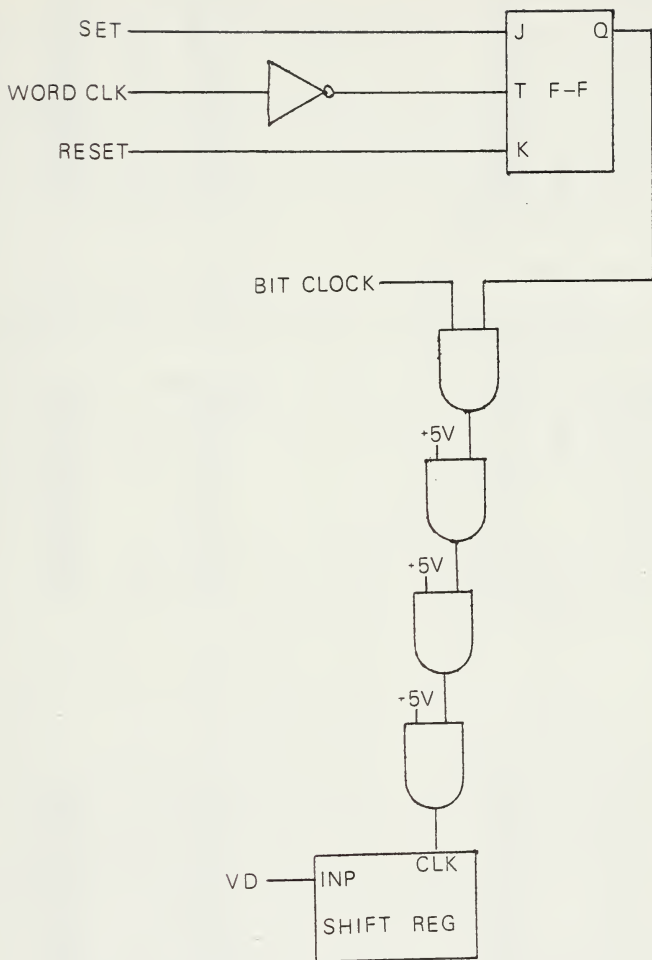 SET
J Q
WORD CLK
T F-F
RESET
K
BIT CLOCK
+5V
+5V
+5V
CLK
VD
INP
SHIFT REG